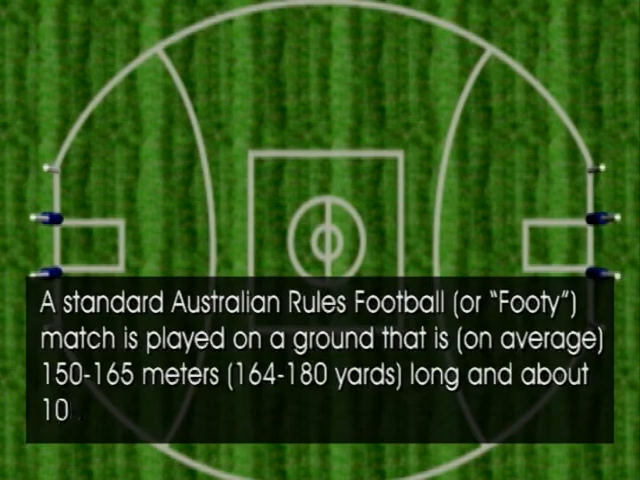 A standard Australian Rules Football (or “Footy”)
match is played on a ground that is (on average)
150-165 meters (164-180 yards) long and about
10